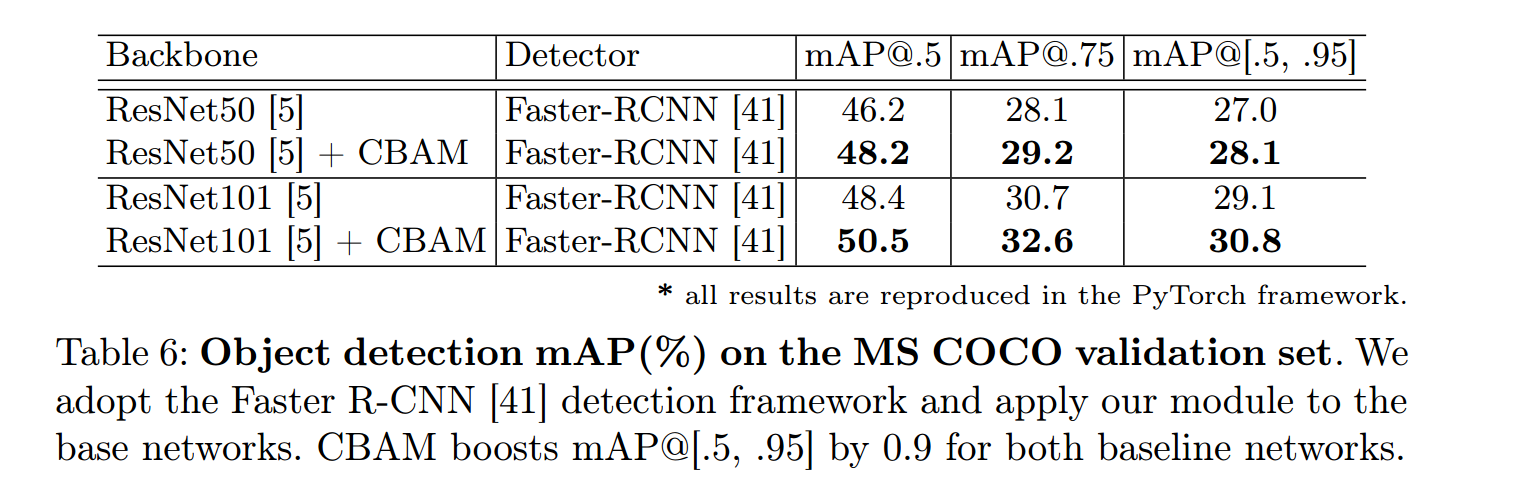 Backbone Detector mAP@.5 mAP@.75 mAP@[.5, .95]
ResNet50 [5] Faster-RCNN [41] 46.2 28.1 27.0
ResNet50 [5] + CBAM Faster-RCNN [41] 48.2 29.2 28.1
ResNet101 [5] Faster-RCNN [41] 48.4 30.7 29.1
ResNet101 [5] + CBAM Faster-RCNN [41] 50.5 32.6 30.8
* all results are reproduced in the PyTorch framework.
Table 6: Object detection mAP(%) on the MS COCO validation set. We
adopt the Faster R-CNN [41] detection framework and apply our module to the
base networks. CBAM boosts mAP@[.5, .95] by 0.9 for both baseline networks.